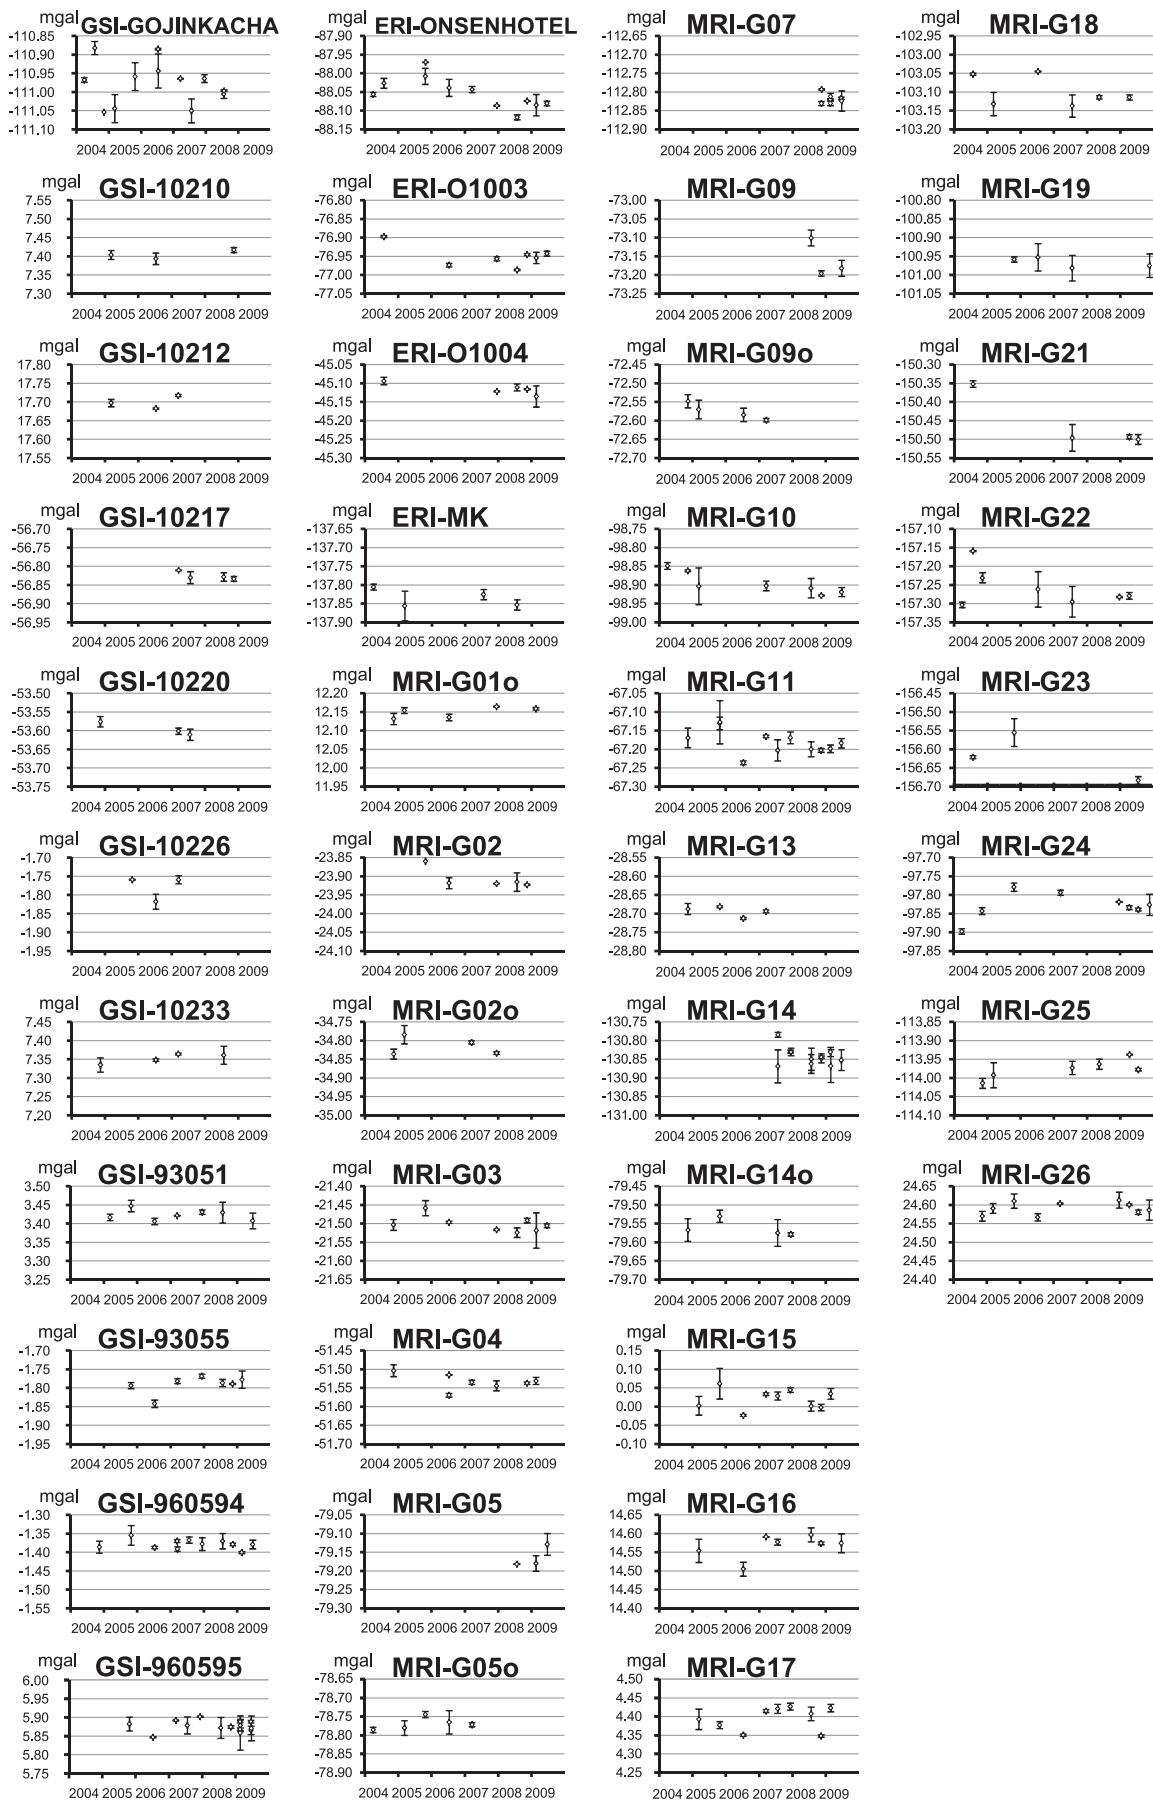 GSI-GOJINKACHA ERI-ONSENHOTEL MRI-G07 MRI-G18
-110.85 -87.90 -112.65 -102.95
-110.90 -87.95 -112.70 -103.00
-110.95 -88.00 -112.75 -103.05
-111.00 -88.05 -112.80 -103.10
-111.05 -88.10 -112.85 -103.15
-111.10 -88.15 -112.90 -103.20
2004 2005 2006 2007 2008 2009 2004 2005 2006 2007 2008 2009 2004 2005 2006 2007 2008 2009 2004 2005 2006 2007 2008 2009
mgal GSI-10210 mgal ERI-O1003 mgal MRI-G09 mgal MRI-G19
7.55 -76.80 -73.00 -100.80
7.50 -76.85 -73.05 -100.85
7.45 -76.90 -73.10 -100.90
7.40 -76.95 -73.15 -100.95
7.35 -77.00 -73.20 -101.00
7.30 -77.05 -73.25 -101.05
2004 2005 2006 2007 2008 2009 2004 2005 2006 2007 2008 2009 2004 2005 2006 2007 2008 2009 2004 2005 2006 2007 2008 2009
mgal GSI-10212 mgal ERI-O1004 mgal MRI-G09o mgal MRI-G21
17.80 -45.05 -72.45 -150.30
17.75 -45.10 -72.50 -150.35
17.70 -45.15 -72.55 -150.40
17.65 -45.20 -72.60 -150.45
17.60 -45.25 -72.65 -150.50
17.55 -45.30 -72.70 -150.55
2004 2005 2006 2007 2008 2009 2004 2005 2006 2007 2008 2009 2004 2005 2006 2007 2008 2009 2004 2005 2006 2007 2008 2009
mgal GSI-10217 mgal ERI-MK mgal MRI-G10 mgal MRI-G22
-56.70 -137.65 -98.75 -157.10
-56.75 -137.70 -98.80 -157.15
-56.80 -137.75 -98.85 -157.20
-56.85 -137.80 -98.90 -157.25
-56.90 -137.85 -98.95 -157.30
-56.95 -137.90 -99.00 -157.35
2004 2005 2006 2007 2008 2009 2004 2005 2006 2007 2008 2009 2004 2005 2006 2007 2008 2009 2004 2005 2006 2007 2008 2009
mgal GSI-10220 mgal MRI-G01o mgal MRI-G11 mgal MRI-G23
-53.50 12.20 -67.05 -156.45
-53.55 12.15 -67.10 -156.50
-53.60 12.10 -67.15 -156.55
-53.65 12.05 -67.20 -156.60
-53.70 12.00 -67.25 -156.65
-53.75 11.95 -67.30 -156.70
2004 2005 2006 2007 2008 2009 2004 2005 2006 2007 2008 2009 2004 2005 2006 2007 2008 2009 2004 2005 2006 2007 2008 2009
mgal GSI-10226 mgal MRI-G02 mgal MRI-G13 mgal MRI-G24
-1.70 -23.85 -28.55 -97.70
-1.75 -23.90 -28.60 -97.75
-1.80 -23.95 -28.65 -97.80
-1.85 -24.00 -28.70 -97.85
-1.90 -24.05 -28.75 -97.90
-1.95 -24.10 -28.80 -97.85
2004 2005 2006 2007 2008 2009 2004 2005 2006 2007 2008 2009 2004 2005 2006 2007 2008 2009 2004 2005 2006 2007 2008 2009
mgal GSI-10233 mgal MRI-G02o mgal MRI-G14 mgal MRI-G25
7.45 -34.75 -130.75 -113.85
7.40 -34.80 -130.80 -113.90
7.35 -34.85 -130.85 -113.95
7.30 -34.90 -130.90 -114.00
7.25 -34.95 -130.95 -114.05
7.20 -35.00 -131.00 -114.10
2004 2005 2006 2007 2008 2009 2004 2005 2006 2007 2008 2009 2004 2005 2006 2007 2008 2009 2004 2005 2006 2007 2008 2009
mgal GSI-93051 mgal MRI-G03 mgal MRI-G14o mgal MRI-G26
3.50 -21.40 -79.45 24.65
3.45 -21.45 -79.50 24.60
3.40 -21.50 -79.55 24.55
3.35 -21.55 -79.60 24.50
3.30 -21.60 -79.65 24.45
3.25 -21.65 -79.70 24.40
2004 2005 2006 2007 2008 2009 2004 2005 2006 2007 2008 2009 2004 2005 2006 2007 2008 2009 2004 2005 2006 2007 2008 2009
mgal GSI-93055 mgal MRI-G04 mgal MRI-G15
-1.70 -51.45 0.15
-1.75 -51.50 0.10
-1.80 -51.55 0.05
-1.85 -51.60 0.00
-1.90 -51.65 -0.05
-1.95 -51.70 -0.10
2004 2005 2006 2007 2008 2009 2004 2005 2006 2007 2008 2009 2004 2005 2006 2007 2008 2009
mgal GSI-960594 mgal MRI-G05 mgal MRI-G16
-1.30 -79.05 14.65
-1.35 -79.10 14.60
-1.40 -79.15 14.55
-1.45 -79.20 14.50
-1.50 -79.25 14.45
-1.55 -79.30 14.40
2004 2005 2006 2007 2008 2009 2004 2005 2006 2007 2008 2009 2004 2005 2006 2007 2008 2009
mgal GSI-960595 mgal MRI-G05o mgal MRI-G17
6.00 -78.65 4.50
5.95 -78.70 4.45
5.90 -78.75 4.40
5.85 -78.80 4.35
5.80 -78.85 4.30
5.75 -78.90 4.25
2004 2005 2006 2007 2008 2009 2004 2005 2006 2007 2008 2009 2004 2005 2006 2007 2008 2009